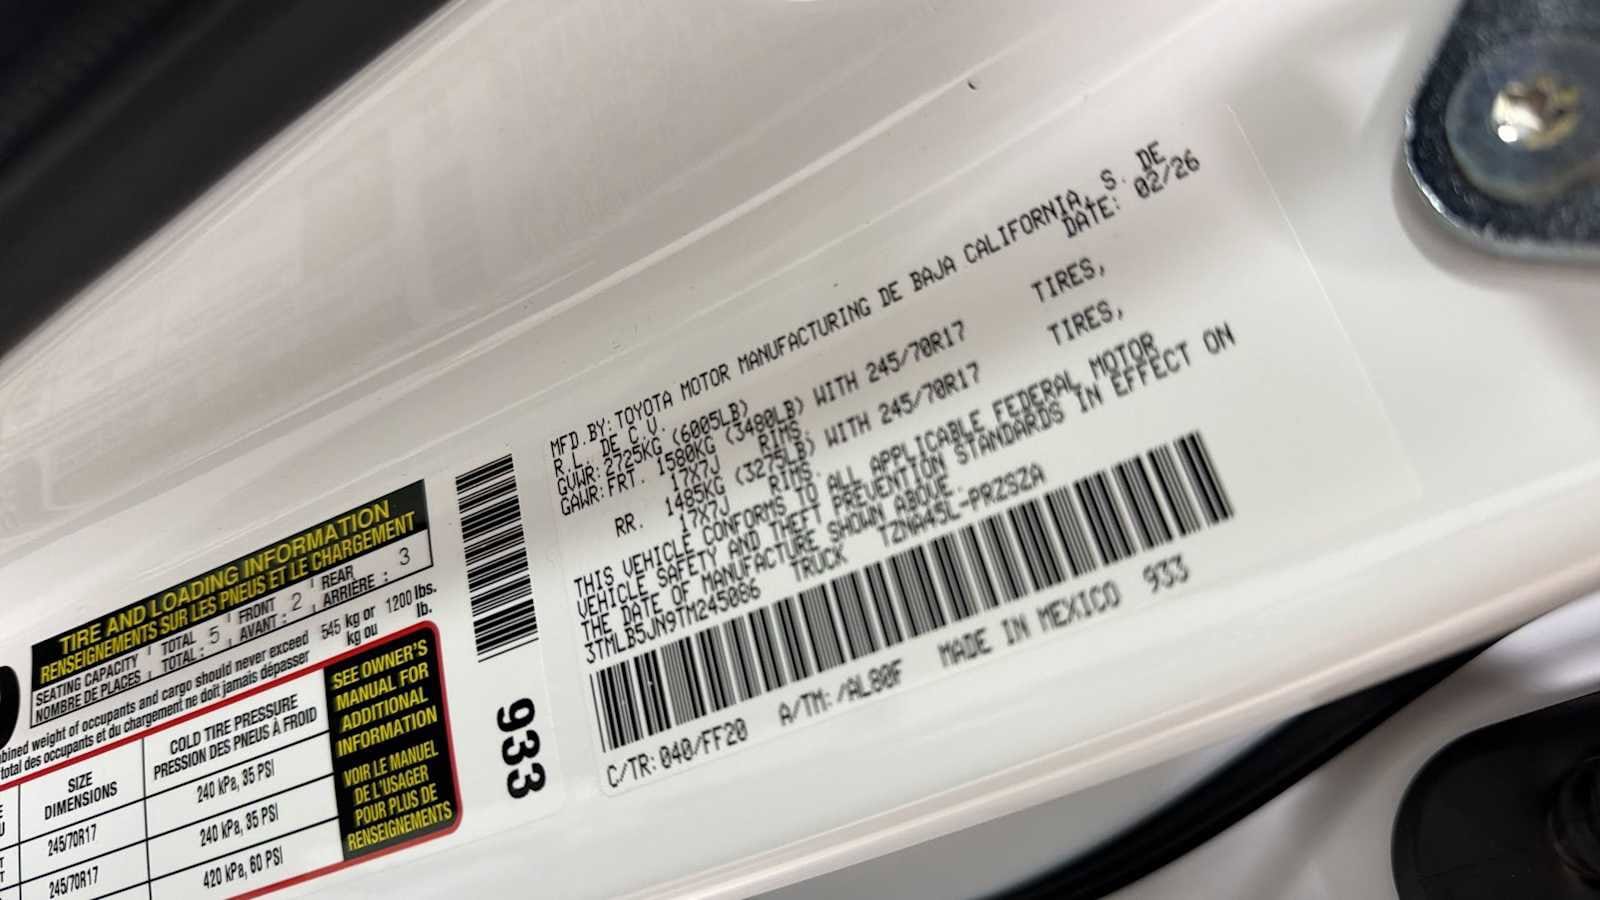 MFD.BY:TOYOTA MOTOR MANUFACTURING DE BAJA CALIFORNIA, S. DE
R.L. DE C.V. DATE: 02/26
GVWR:2725KG (6005LB)
GAWR:FRT. 1580KG (3480LB) WITH 245/70R17 TIRES,
17X7J RIMS.
RR. 1485KG (3275LB) WITH 245/70R17 TIRES,
17X7J RIMS.
THIS VEHICLE CONFORMS TO ALL APPLICABLE FEDERAL MOTOR
VEHICLE SAFETY AND THEFT PREVENTION STANDARDS IN EFFECT ON
THE DATE OF MANUFACTURE SHOWN ABOVE.
3TMLB5JN9TM245086 TRUCK TZNA45L-PRZSZA
C/TR:040/FF20 A/TM:/AL80F MADE IN MEXICO 933
933
TIRE AND LOADING INFORMATION
RENSEIGNEMENTS SUR LES PNEUS ET LE CHARGEMENT
SEATING CAPACITY TOTAL 5 FRONT 2 REAR 3
NOMBRE DE PLACES TOTAL: AVANT: ARRIÈRE:
weight of occupants and cargo should never exceed 545 kg or 1200 lbs.
total des occupants et du chargement ne doit jamais dépasser kg ou lb.
SIZE
DIMENSIONS
COLD TIRE PRESSURE
PRESSION DES PNEUS À FROID
245/70R17 240 kPa, 35 PSI
245/70R17 240 kPa, 35 PSI
420 kPa, 60 PSI
SEE OWNER'S
MANUAL FOR
ADDITIONAL
INFORMATION
VOIR LE MANUEL
DE L'USAGER
POUR PLUS DE
RENSEIGNEMENTS